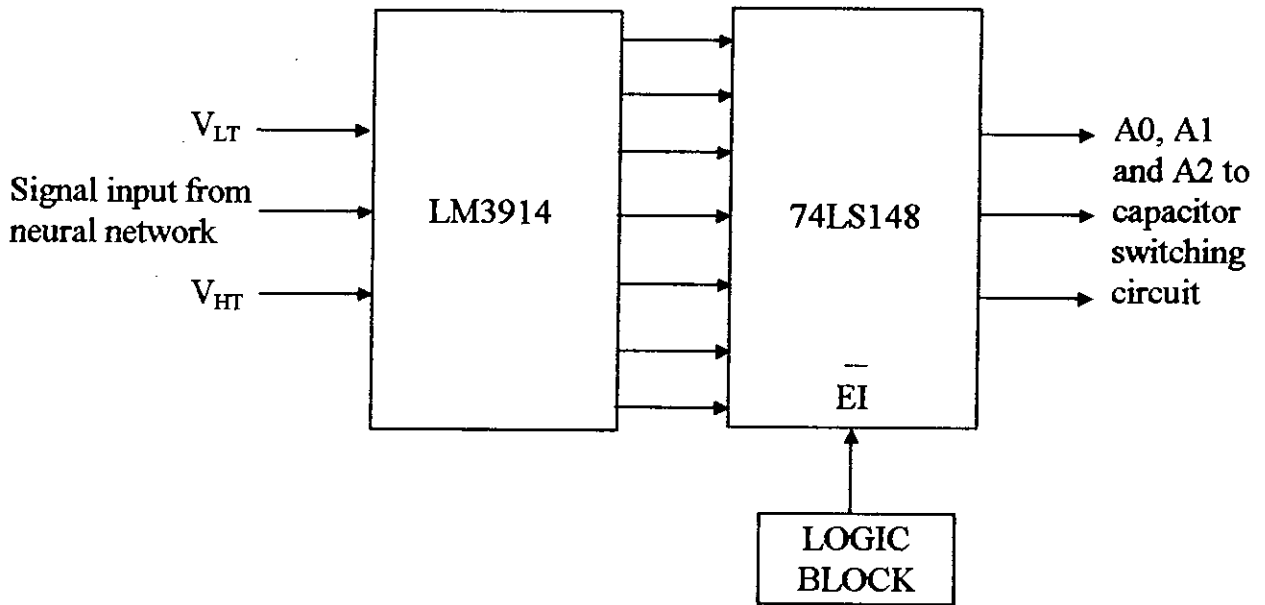 V_LT
Signal input from
neural network
V_HT
LM3914
74LS148
E̅I̅
LOGIC
BLOCK
A0, A1
and A2 to
capacitor
switching
circuit